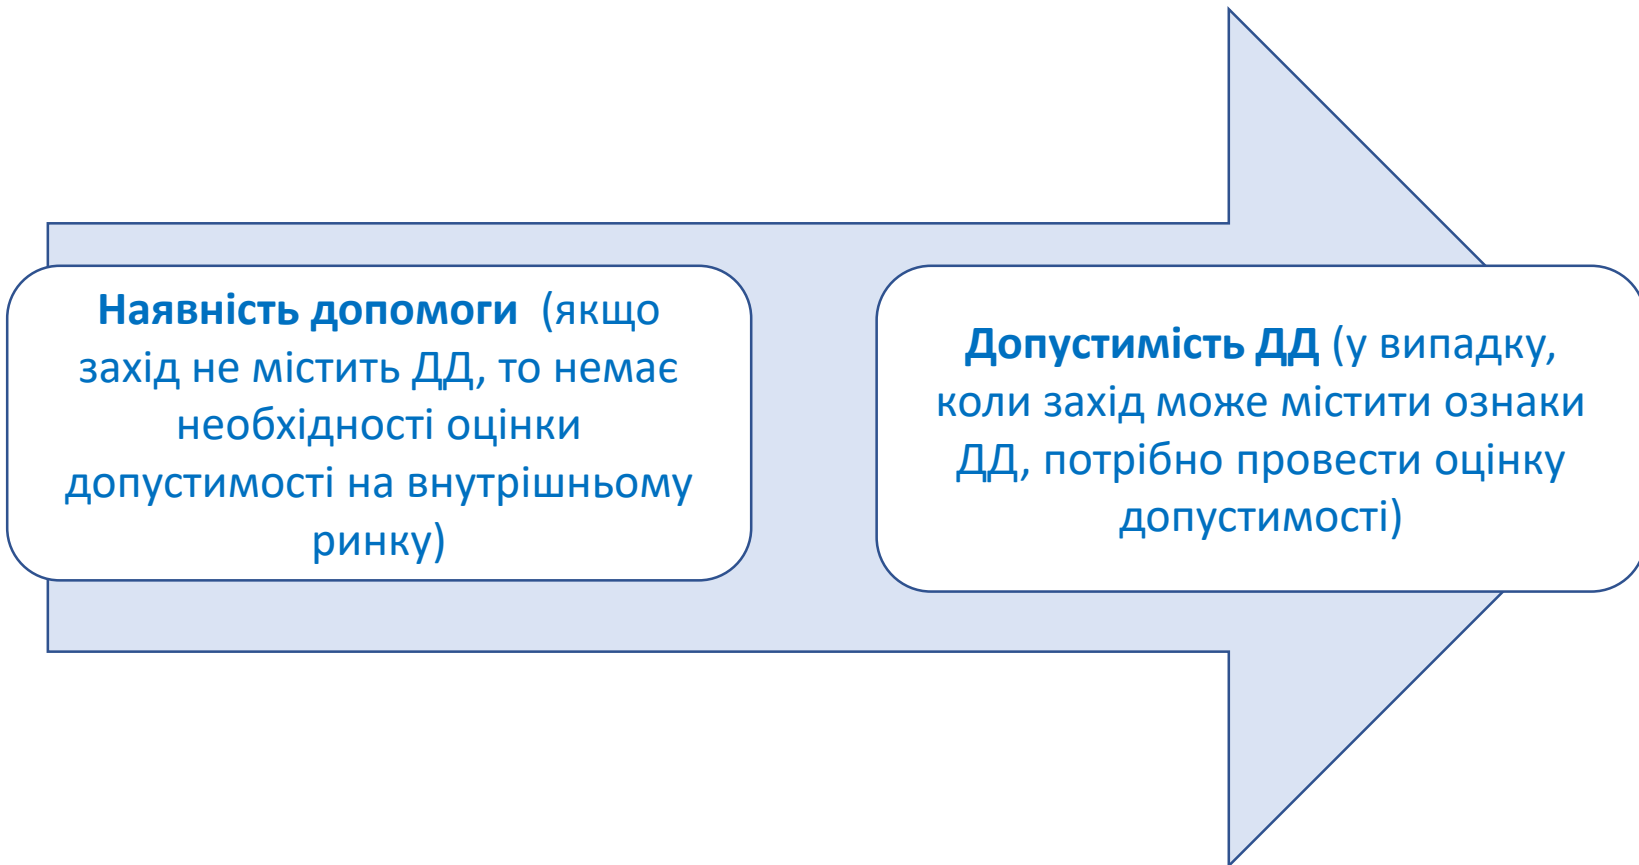 Наявність допомоги (якщо
захід не містить ДД, то немає
необхідності оцінки
допустимості на внутрішньому
ринку)
Допустимість ДД (у випадку,
коли захід може містити ознаки
ДД, потрібно провести оцінку
допустимості)